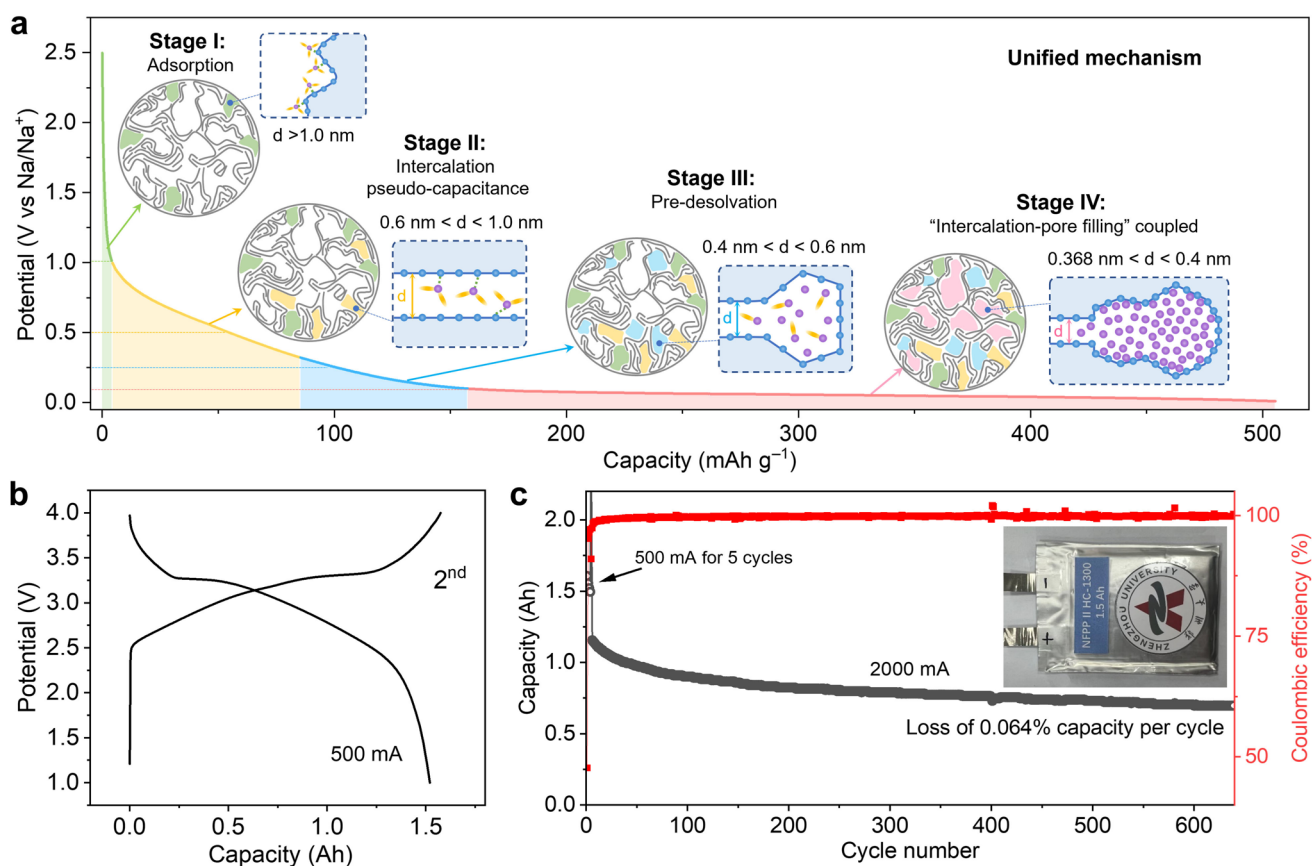 a
Unified mechanism
Stage I:
Adsorption
d >1.0 nm
Stage II:
Intercalation
pseudo-capacitance
0.6 nm < d < 1.0 nm
d
Stage III:
Pre-desolvation
0.4 nm < d < 0.6 nm
d
Stage IV:
“Intercalation-pore filling” coupled
0.368 nm < d < 0.4 nm
d
Potential (V vs Na/Na⁺)
2.5
2.0
1.5
1.0
0.5
0.0
0
100
200
300
400
500
Capacity (mAh g⁻¹)
b
Potential (V)
4.0
3.5
3.0
2.5
2.0
1.5
1.0
2ⁿᵈ
500 mA
0.0
0.5
1.0
1.5
Capacity (Ah)
c
Capacity (Ah)
2.0
1.5
1.0
0.5
0.0
500 mA for 5 cycles
2000 mA
Loss of 0.064% capacity per cycle
NFPP II HC-1300
1.5 Ah
ZHENGZHOU UNIVERSITY
−
+
0
100
200
300
400
500
600
Cycle number
100
75
50
Coulombic efficiency (%)